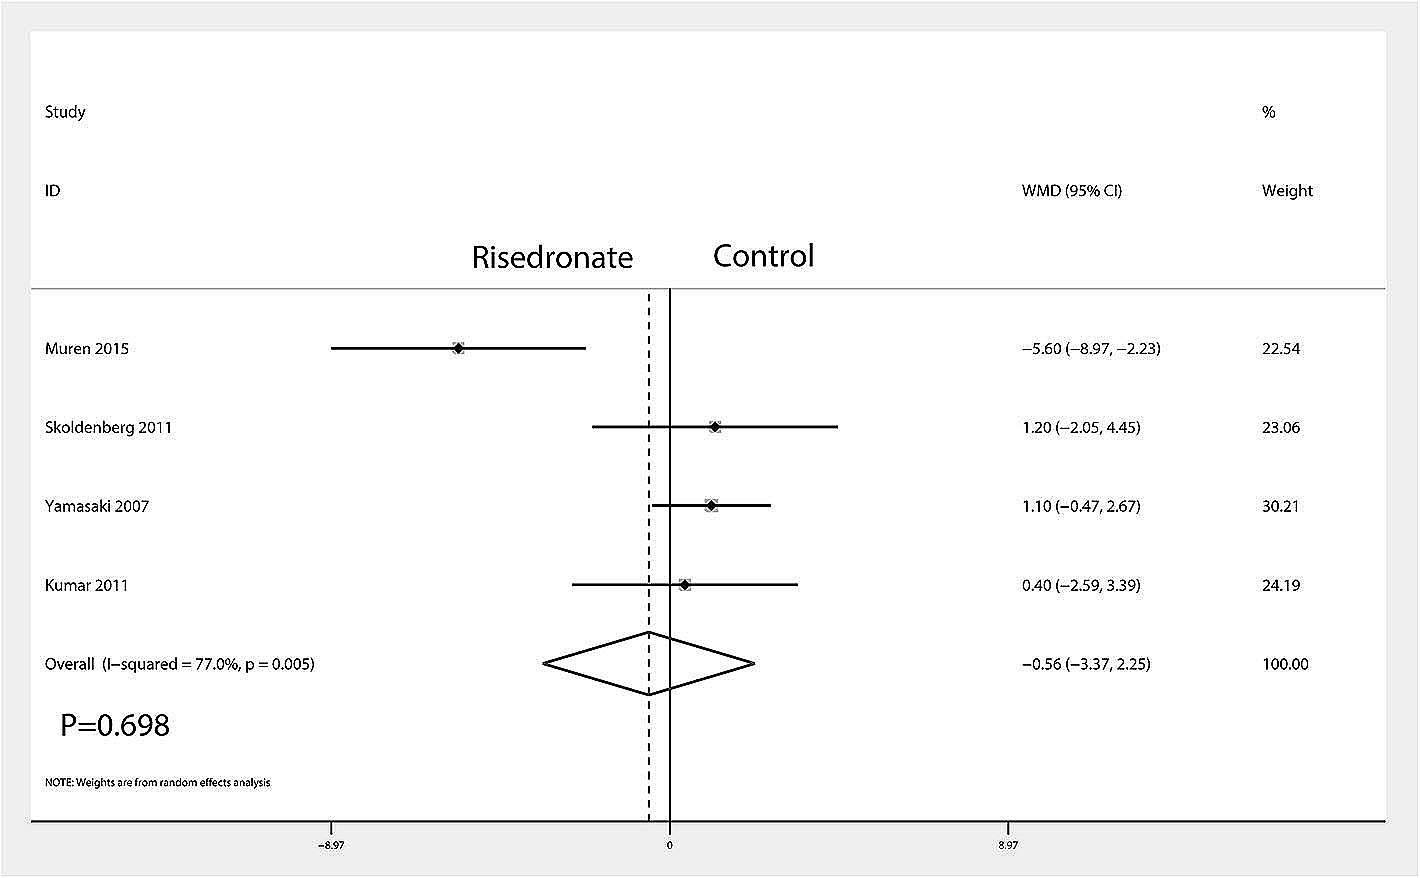 Study %
ID WMD (95% CI) Weight
Risedronate Control
Muren 2015 −5.60 (−8.97, −2.23) 22.54
Skoldenberg 2011 1.20 (−2.05, 4.45) 23.06
Yamasaki 2007 1.10 (−0.47, 2.67) 30.21
Kumar 2011 0.40 (−2.59, 3.39) 24.19
Overall (I−squared = 77.0%, p = 0.005) −0.56 (−3.37, 2.25) 100.00
P=0.698
NOTE: Weights are from random effects analysis
−8.97 0 8.97